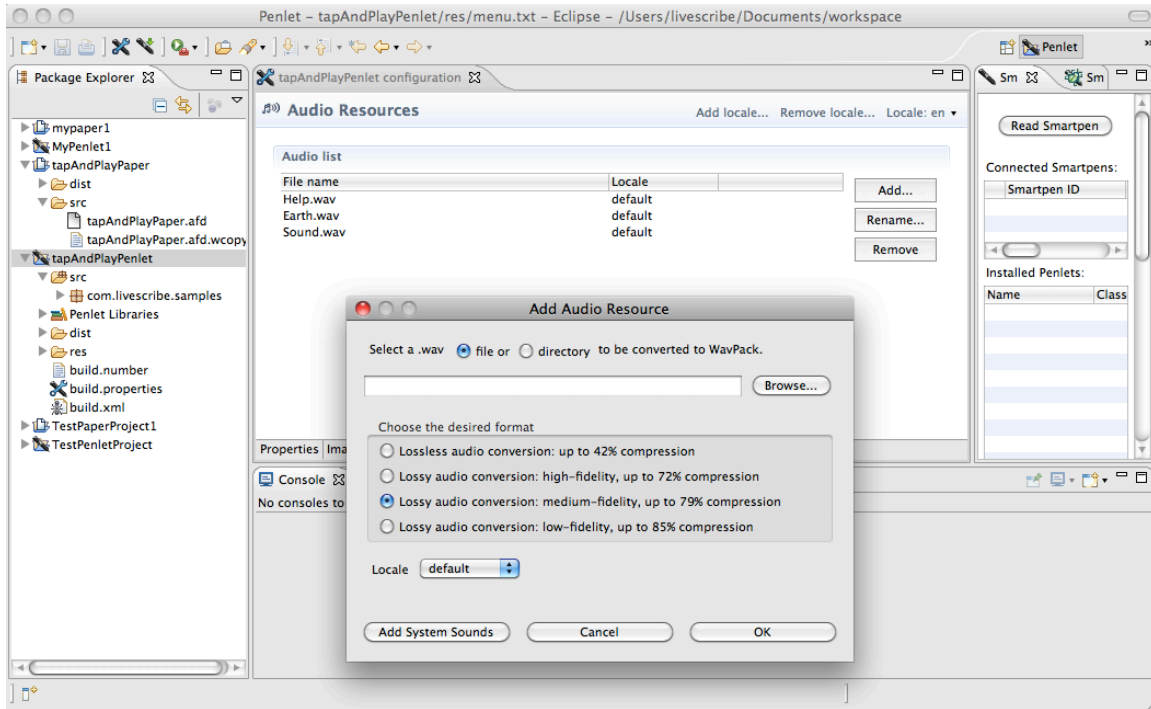 Penlet – tapAndPlayPenlet/res/menu.txt – Eclipse – /Users/livescribe/Documents/workspace
Penlet
Package Explorer
mypaper1
MyPenlet1
tapAndPlayPaper
dist
src
tapAndPlayPaper.afd
tapAndPlayPaper.afd.wcopy
tapAndPlayPenlet
src
com.livescribe.samples
Penlet Libraries
dist
res
build.number
build.properties
build.xml
TestPaperProject1
TestPenletProject
tapAndPlayPenlet configuration
Audio Resources
Add locale... Remove locale... Locale: en
Audio list
File name Locale
Help.wav default
Earth.wav default
Sound.wav default
Add...
Rename...
Remove
Properties Ima
Console
No consoles to
Add Audio Resource
Select a .wav file or directory to be converted to WavPack.
Browse...
Choose the desired format
Lossless audio conversion: up to 42% compression
Lossy audio conversion: high-fidelity, up to 72% compression
Lossy audio conversion: medium-fidelity, up to 79% compression
Lossy audio conversion: low-fidelity, up to 85% compression
Locale default
Add System Sounds Cancel OK
Sm Sm
Read Smartpen
Connected Smartpens:
Smartpen ID
Installed Penlets:
Name Class